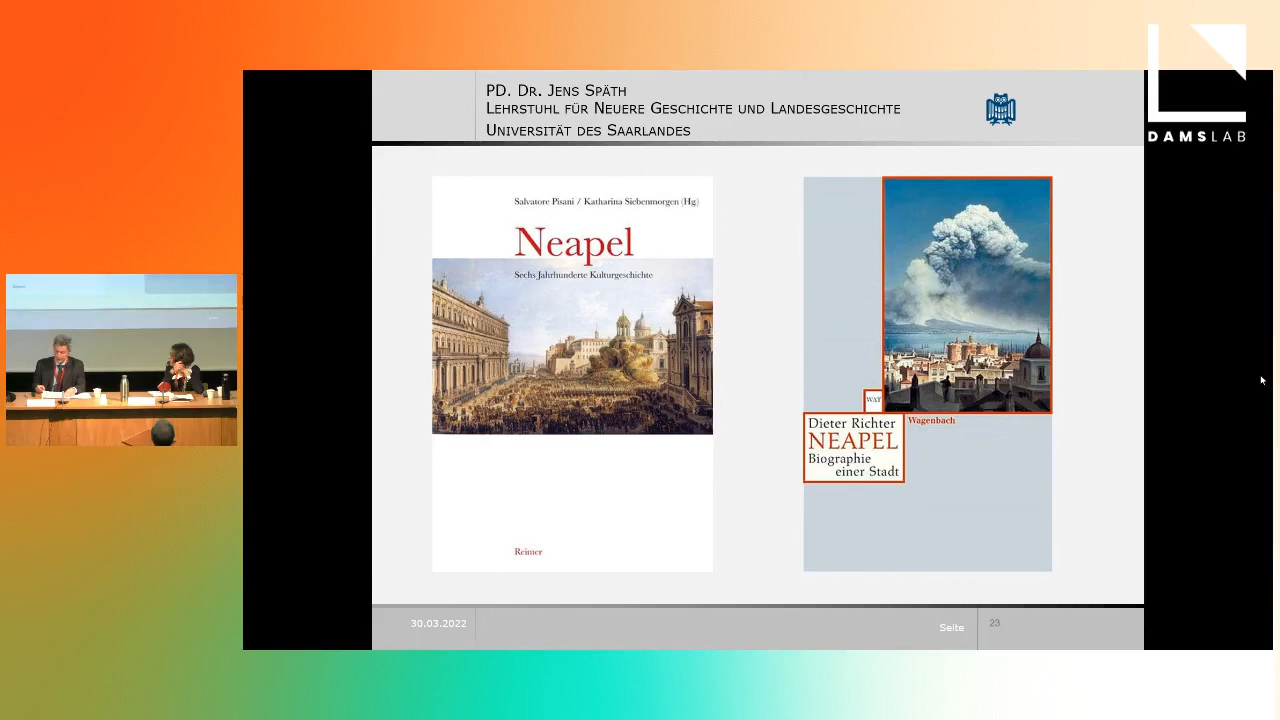 PD. DR. JENS SPÄTH
LEHRSTUHL FÜR NEUERE GESCHICHTE UND LANDESGESCHICHTE
UNIVERSITÄT DES SAARLANDES
DAMSLAB
Salvatore Pisani / Katharina Siebenmorgen (Hg.)
Neapel
Sechs Jahrhunderte Kulturgeschichte
Reimer
WAT
Wagenbach
Dieter Richter
NEAPEL
Biographie
einer Stadt
30.03.2022
Seite
23